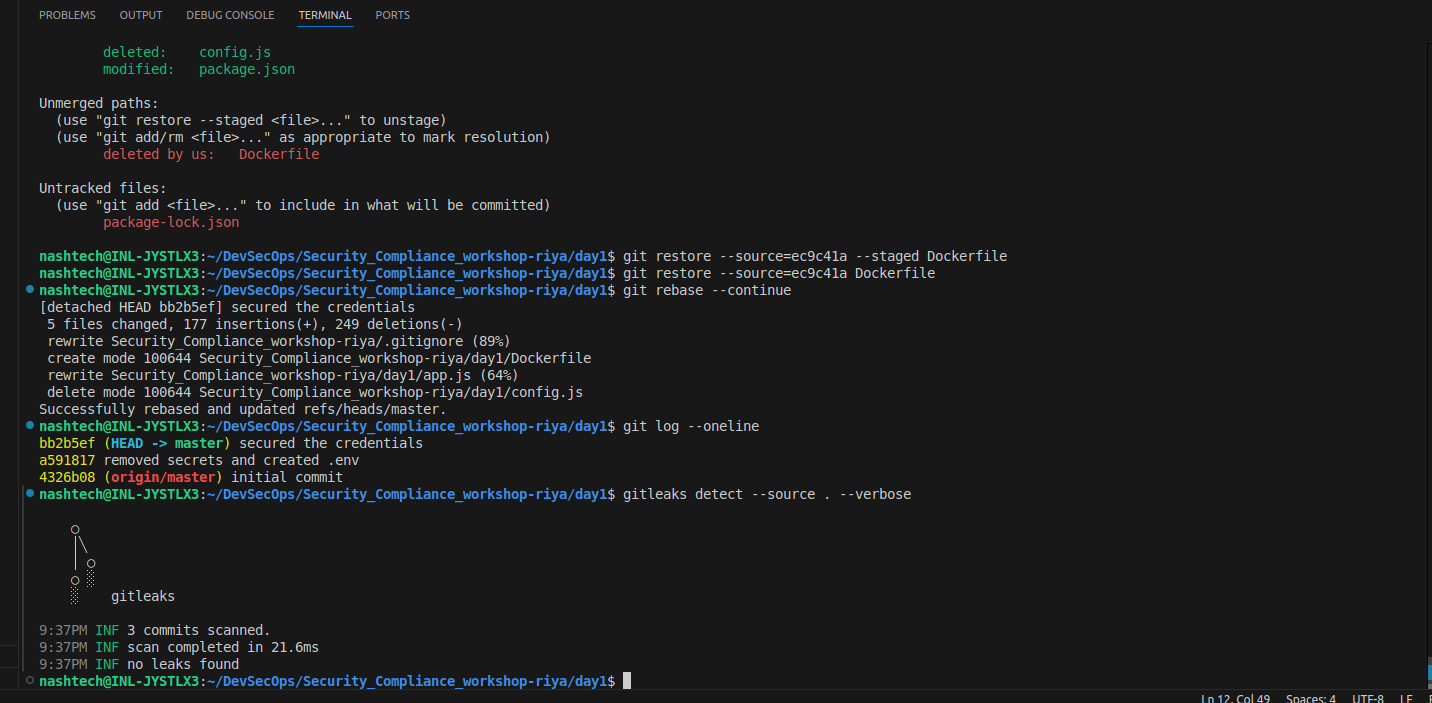 PROBLEMS OUTPUT DEBUG CONSOLE TERMINAL PORTS
deleted: config.js
modified: package.json
Unmerged paths:
(use "git restore --staged <file>..." to unstage)
(use "git add/rm <file>..." as appropriate to mark resolution)
deleted by us: Dockerfile
Untracked files:
(use "git add <file>..." to include in what will be committed)
package-lock.json
nashtech@INL-JYSTLX3:~/DevSecOps/Security_Compliance_workshop-riya/day1$ git restore --source=ec9c41a --staged Dockerfile
nashtech@INL-JYSTLX3:~/DevSecOps/Security_Compliance_workshop-riya/day1$ git restore --source=ec9c41a Dockerfile
nashtech@INL-JYSTLX3:~/DevSecOps/Security_Compliance_workshop-riya/day1$ git rebase --continue
[detached HEAD bb2b5ef] secured the credentials
5 files changed, 177 insertions(+), 249 deletions(-)
rewrite Security_Compliance_workshop-riya/.gitignore (89%)
create mode 100644 Security_Compliance_workshop-riya/day1/Dockerfile
rewrite Security_Compliance_workshop-riya/day1/app.js (64%)
delete mode 100644 Security_Compliance_workshop-riya/day1/config.js
Successfully rebased and updated refs/heads/master.
nashtech@INL-JYSTLX3:~/DevSecOps/Security_Compliance_workshop-riya/day1$ git log --oneline
bb2b5ef (HEAD -> master) secured the credentials
a591817 removed secrets and created .env
4326b08 (origin/master) initial commit
nashtech@INL-JYSTLX3:~/DevSecOps/Security_Compliance_workshop-riya/day1$ gitleaks detect --source . --verbose
gitleaks
9:37PM INF 3 commits scanned.
9:37PM INF scan completed in 21.6ms
9:37PM INF no leaks found
nashtech@INL-JYSTLX3:~/DevSecOps/Security_Compliance_workshop-riya/day1$
Ln 12, Col 49 Spaces: 4 UTF-8 LF